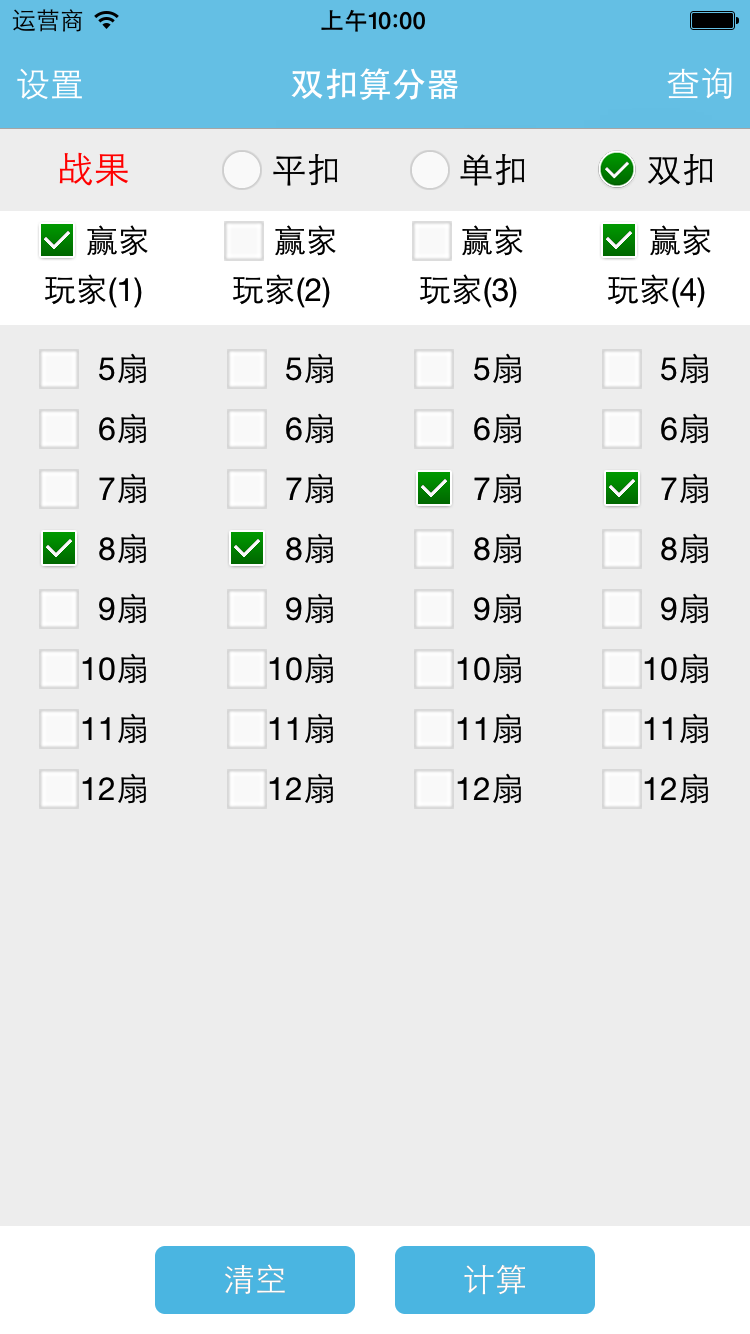 运营商 上午10:00
设置 双扣算分器 查询
战果 平扣 单扣 双扣
赢家 赢家 赢家 赢家
玩家(1) 玩家(2) 玩家(3) 玩家(4)
5扇 5扇 5扇 5扇
6扇 6扇 6扇 6扇
7扇 7扇 7扇 7扇
8扇 8扇 8扇 8扇
9扇 9扇 9扇 9扇
10扇 10扇 10扇 10扇
11扇 11扇 11扇 11扇
12扇 12扇 12扇 12扇
清空 计算